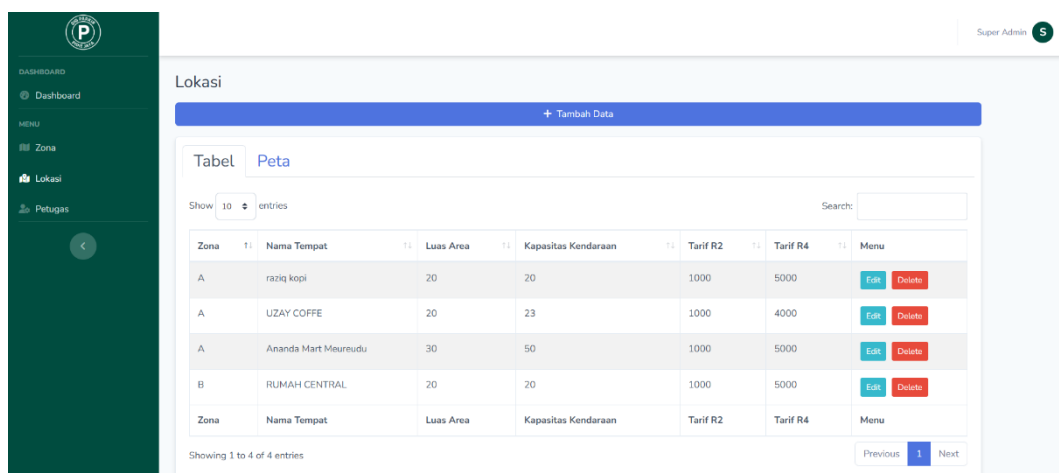 P
Super Admin S
DASHBOARD
Dashboard
MENU
Zona
Lokasi
Petugas
Lokasi
+ Tambah Data
Tabel Peta
Show 10 entries Search:
Zona Nama Tempat Luas Area Kapasitas Kendaraan Tarif R2 Tarif R4 Menu
A raziq kopi 20 20 1000 5000 Edit Delete
A UZAY COFFE 20 23 1000 4000 Edit Delete
A Ananda Mart Meureudu 30 50 1000 5000 Edit Delete
B RUMAH CENTRAL 20 20 1000 5000 Edit Delete
Zona Nama Tempat Luas Area Kapasitas Kendaraan Tarif R2 Tarif R4 Menu
Showing 1 to 4 of 4 entries Previous 1 Next